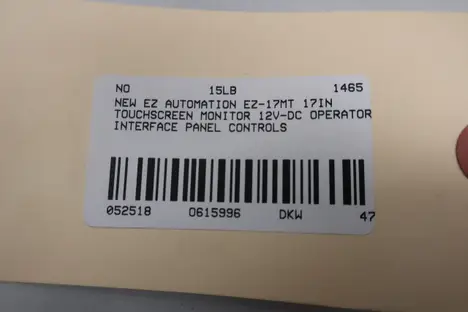 NO 15LB 1465
NEW EZ AUTOMATION EZ-17MT 17IN
TOUCHSCREEN MONITOR 12V-DC OPERATOR
INTERFACE PANEL CONTROLS
052518 0615996 DKW 47